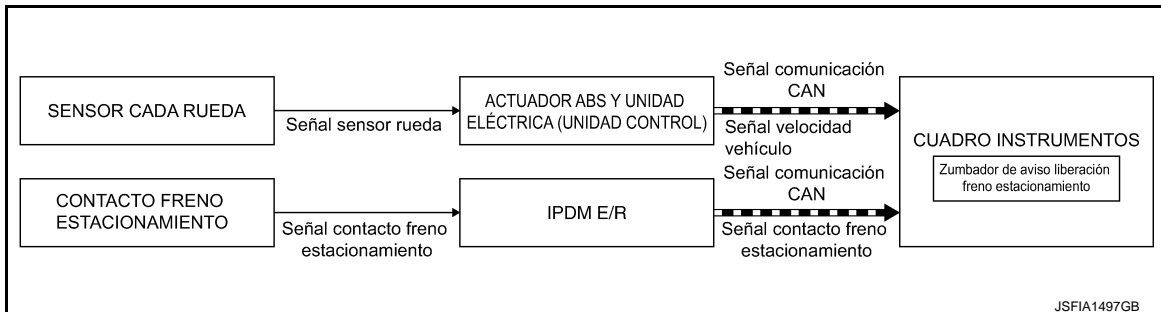 SENSOR CADA RUEDA
Señal sensor rueda
ACTUADOR ABS Y UNIDAD
ELÉCTRICA (UNIDAD CONTROL)
Señal comunicación
CAN
Señal velocidad
vehículo
CUADRO INSTRUMENTOS
Zumbador de aviso liberación
freno estacionamiento
CONTACTO FRENO
ESTACIONAMIENTO
Señal contacto freno
estacionamiento
IPDM E/R
Señal comunicación
CAN
Señal contacto freno
estacionamiento
JSFIA1497GB